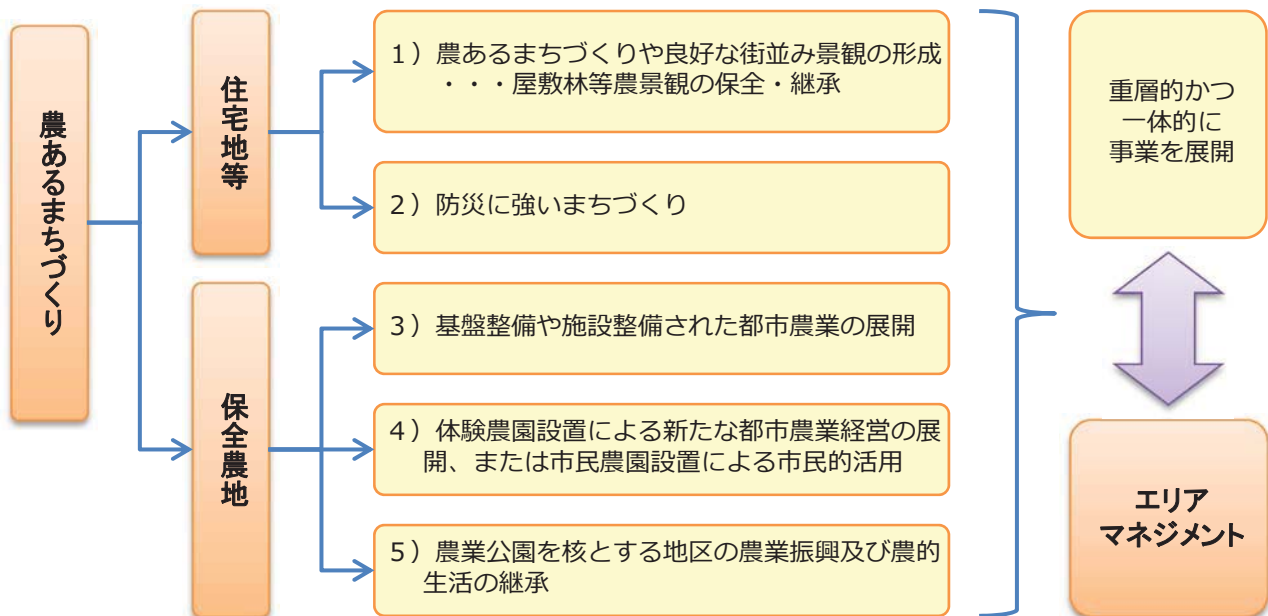 農あるまちづくり
住宅地等
1）農あるまちづくりや良好な街並み景観の形成
・・・屋敷林等農景観の保全・継承
2）防災に強いまちづくり
保全農地
3）基盤整備や施設整備された都市農業の展開
4）体験農園設置による新たな都市農業経営の展
開、または市民農園設置による市民的活用
5）農業公園を核とする地区の農業振興及び農的
生活の継承
重層的かつ
一体的に
事業を展開
エリア
マネジメント